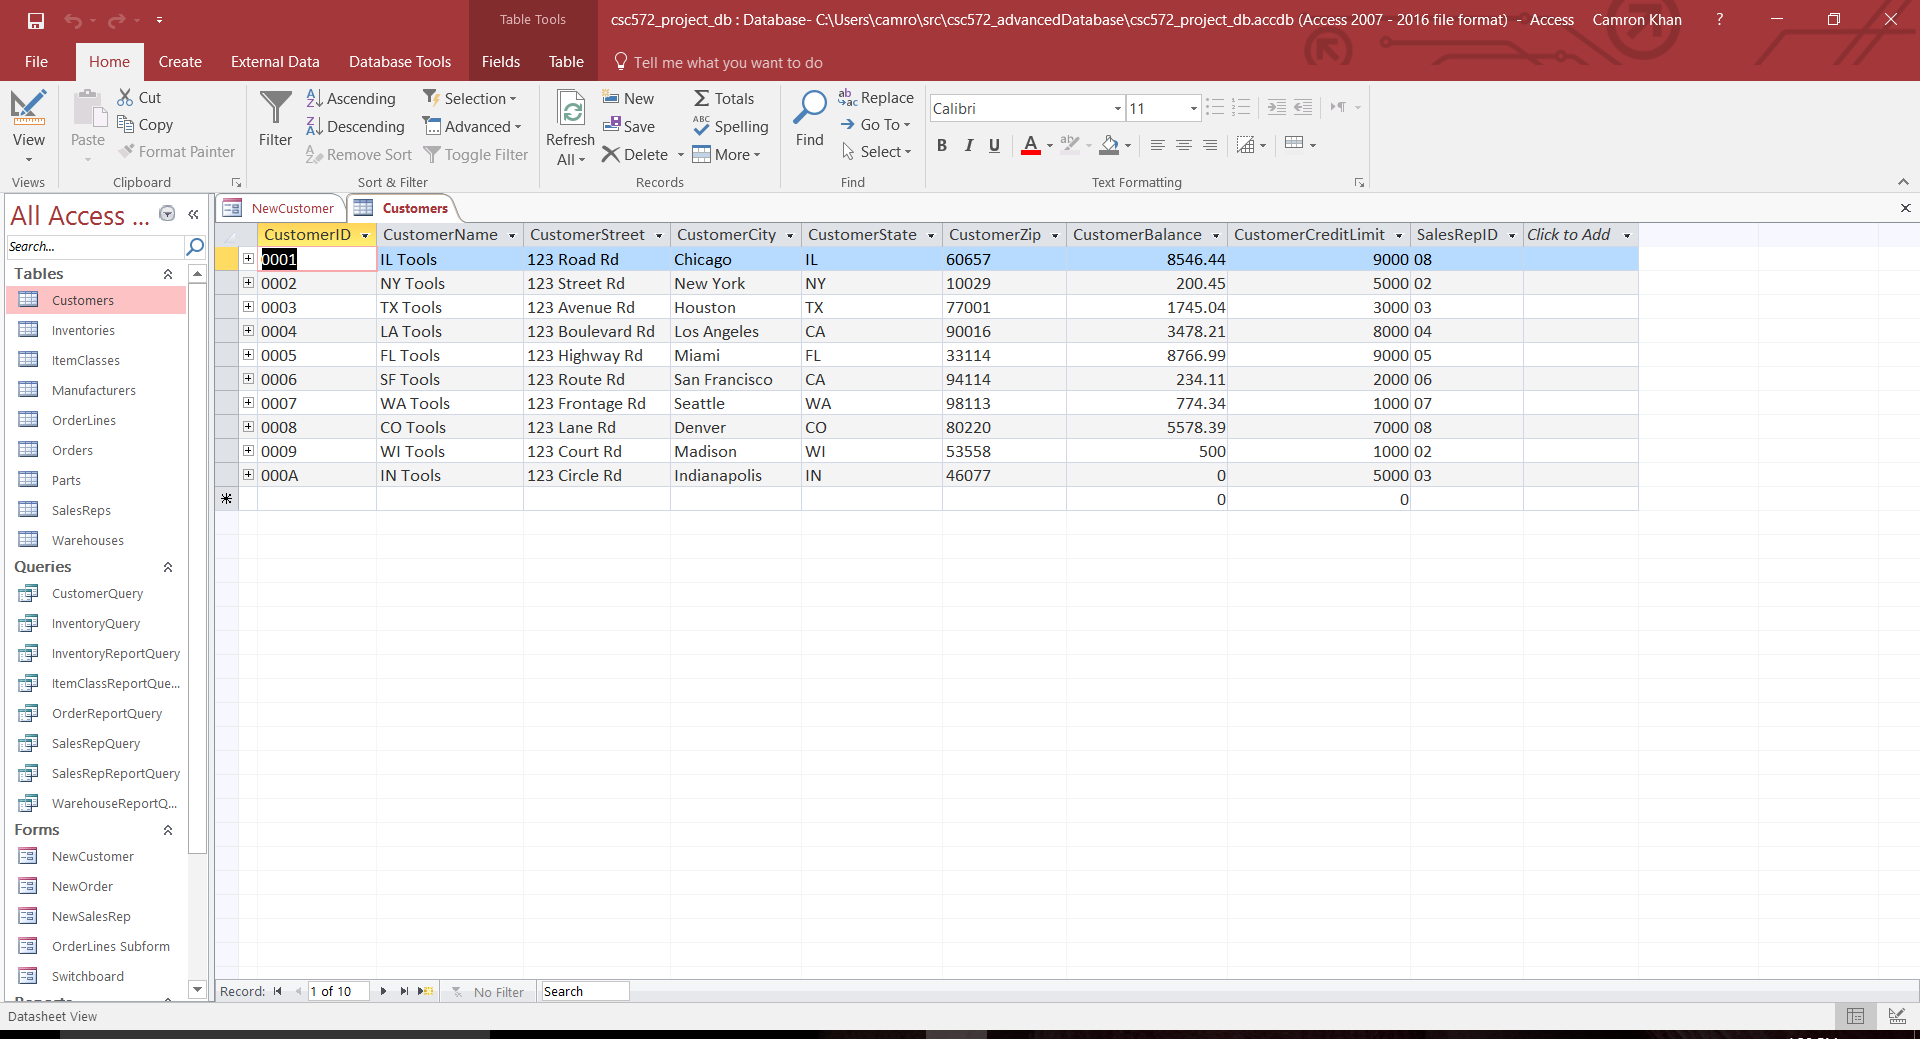 Table Tools
csc572_project_db : Database- C:\Users\camro\src\csc572_advancedDatabase\csc572_project_db.accdb (Access 2007 - 2016 file format) - Access
Camron Khan
?
File
Home
Create
External Data
Database Tools
Fields
Table
Tell me what you want to do
View
Views
Paste
Cut
Copy
Format Painter
Clipboard
Filter
Ascending
Descending
Remove Sort
Selection
Advanced
Toggle Filter
Sort & Filter
Refresh
All
New
Save
Delete
Totals
Spelling
More
Records
Find
Replace
Go To
Select
Find
Calibri
11
B I U
Text Formatting
All Access ...
Search...
Tables
Customers
Inventories
ItemClasses
Manufacturers
OrderLines
Orders
Parts
SalesReps
Warehouses
Queries
CustomerQuery
InventoryQuery
InventoryReportQuery
ItemClassReportQue...
OrderReportQuery
SalesRepQuery
SalesRepReportQuery
WarehouseReportQ...
Forms
NewCustomer
NewOrder
NewSalesRep
OrderLines Subform
Switchboard
Reports
NewCustomer
Customers
CustomerID CustomerName CustomerStreet CustomerCity CustomerState CustomerZip CustomerBalance CustomerCreditLimit SalesRepID Click to Add
0001 IL Tools 123 Road Rd Chicago IL 60657 8546.44 9000 08
0002 NY Tools 123 Street Rd New York NY 10029 200.45 5000 02
0003 TX Tools 123 Avenue Rd Houston TX 77001 1745.04 3000 03
0004 LA Tools 123 Boulevard Rd Los Angeles CA 90016 3478.21 8000 04
0005 FL Tools 123 Highway Rd Miami FL 33114 8766.99 9000 05
0006 SF Tools 123 Route Rd San Francisco CA 94114 234.11 2000 06
0007 WA Tools 123 Frontage Rd Seattle WA 98113 774.34 1000 07
0008 CO Tools 123 Lane Rd Denver CO 80220 5578.39 7000 08
0009 WI Tools 123 Court Rd Madison WI 53558 500 1000 02
000A IN Tools 123 Circle Rd Indianapolis IN 46077 0 5000 03
0 0
Record: 1 of 10 No Filter Search
Datasheet View